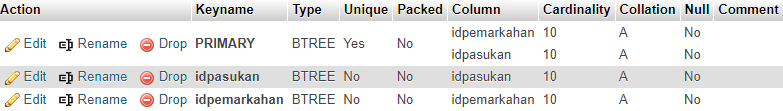 Action Keyname Type Unique Packed Column Cardinality Collation Null Comment
Edit Rename Drop PRIMARY BTREE Yes No idpemarkahan 10 A No
idpasukan 10 A No
Edit Rename Drop idpasukan BTREE No No idpasukan 10 A No
Edit Rename Drop idpemarkahan BTREE No No idpemarkahan 10 A No